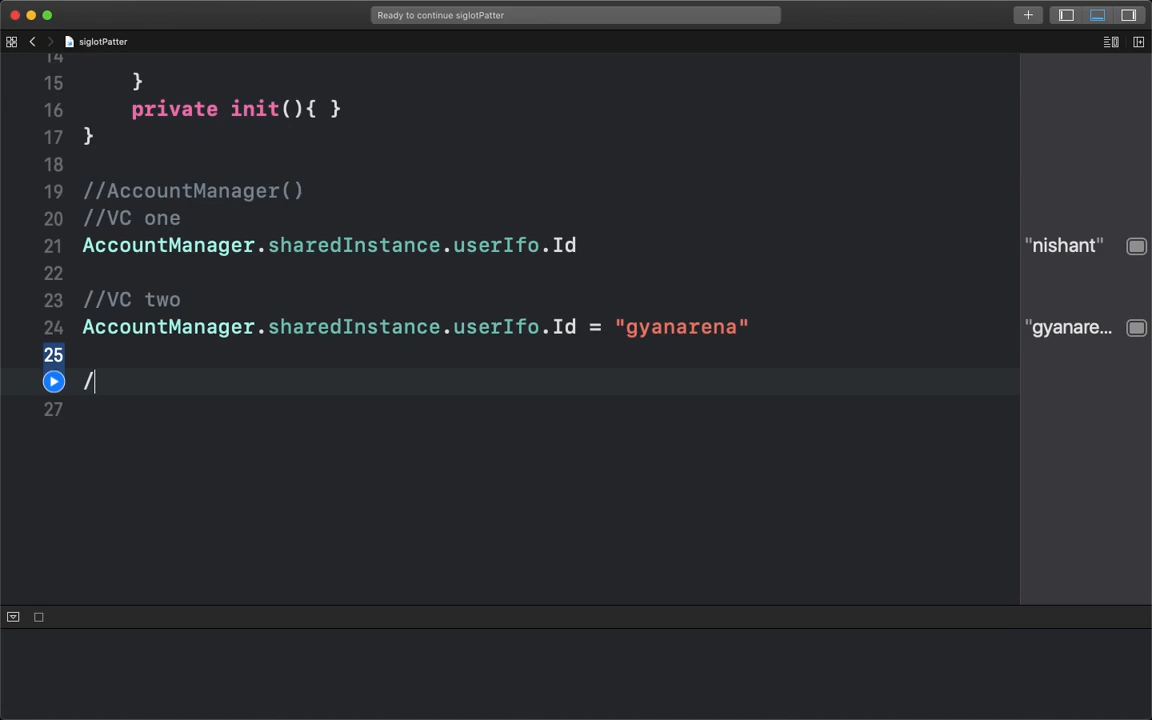 Ready to continue siglotPatter
siglotPatter
14
15 }
16 private init(){ }
17 }
18
19 //AccountManager()
20 //VC one
21 AccountManager.sharedInstance.userIfo.Id "nishant"
22
23 //VC two
24 AccountManager.sharedInstance.userIfo.Id = "gyanarena" "gyanare...
25
/
27